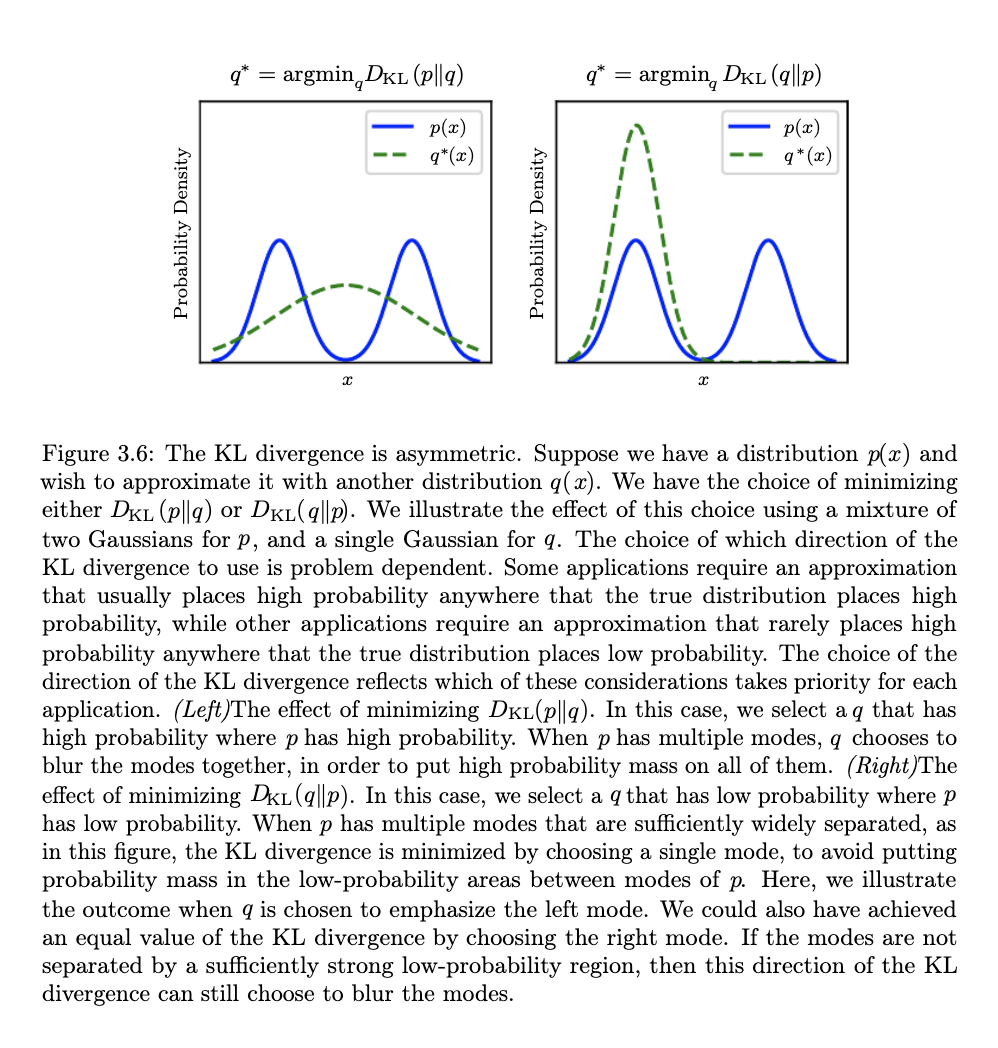 q* = argmin_q D_KL(p‖q)
p(x)
q*(x)
Probability Density
x
q* = argmin_q D_KL(q‖p)
p(x)
q*(x)
Probability Density
x
Figure 3.6: The KL divergence is asymmetric. Suppose we have a distribution p(x) and
wish to approximate it with another distribution q(x). We have the choice of minimizing
either D_KL(p‖q) or D_KL(q‖p). We illustrate the effect of this choice using a mixture of
two Gaussians for p, and a single Gaussian for q. The choice of which direction of the
KL divergence to use is problem dependent. Some applications require an approximation
that usually places high probability anywhere that the true distribution places high
probability, while other applications require an approximation that rarely places high
probability anywhere that the true distribution places low probability. The choice of the
direction of the KL divergence reflects which of these considerations takes priority for each
application. (Left)The effect of minimizing D_KL(p‖q). In this case, we select a q that has
high probability where p has high probability. When p has multiple modes, q chooses to
blur the modes together, in order to put high probability mass on all of them. (Right)The
effect of minimizing D_KL(q‖p). In this case, we select a q that has low probability where p
has low probability. When p has multiple modes that are sufficiently widely separated, as
in this figure, the KL divergence is minimized by choosing a single mode, to avoid putting
probability mass in the low-probability areas between modes of p. Here, we illustrate
the outcome when q is chosen to emphasize the left mode. We could also have achieved
an equal value of the KL divergence by choosing the right mode. If the modes are not
separated by a sufficiently strong low-probability region, then this direction of the KL
divergence can still choose to blur the modes.